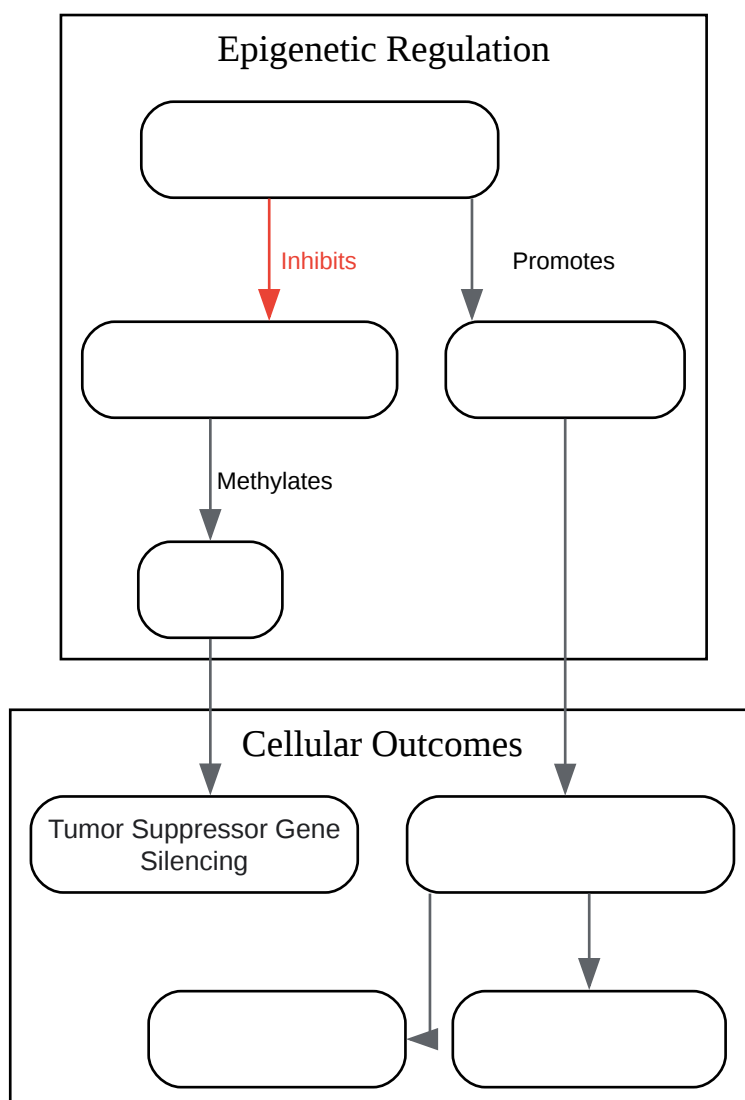 Epigenetic Regulation
Inhibits
Promotes
Methylates
Cellular Outcomes
Tumor Suppressor Gene
Silencing